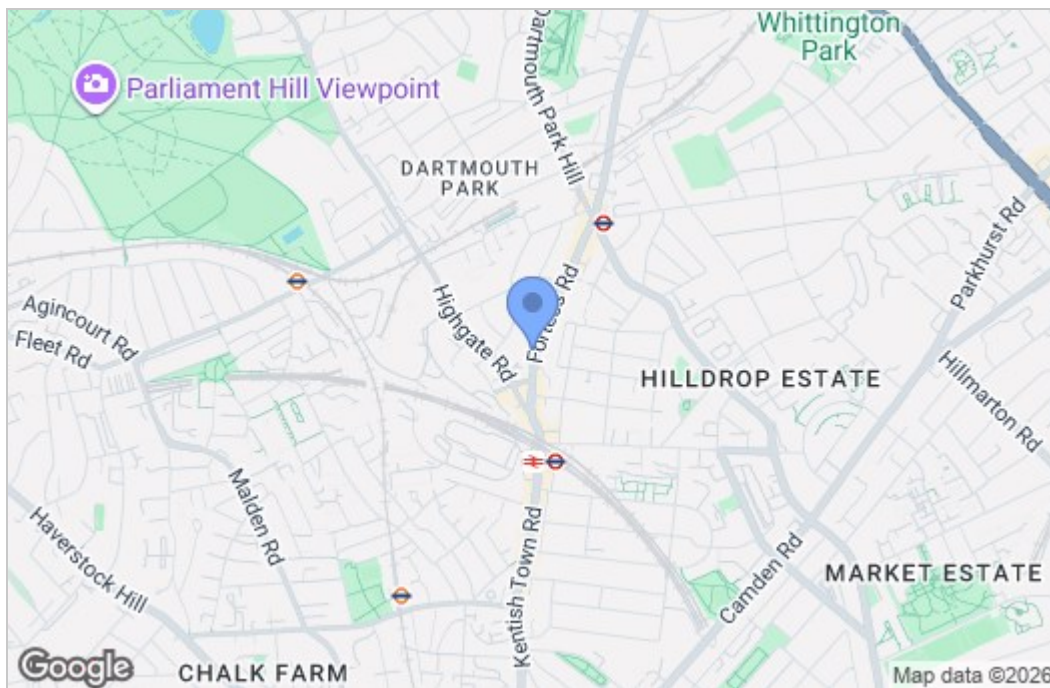 Whittington
Park
Dartmouth Park Hill
Parliament Hill Viewpoint
DARTMOUTH
PARK
Parkhurst Rd
Fortess Rd
Highgate Rd
Agincourt Rd
Fleet Rd
HILLDROP ESTATE
Hillmarton Rd
Malden Rd
Haverstock Hill
Kentish Town Rd
Camden Rd
MARKET ESTATE
CHALK FARM
Google
Map data ©2026